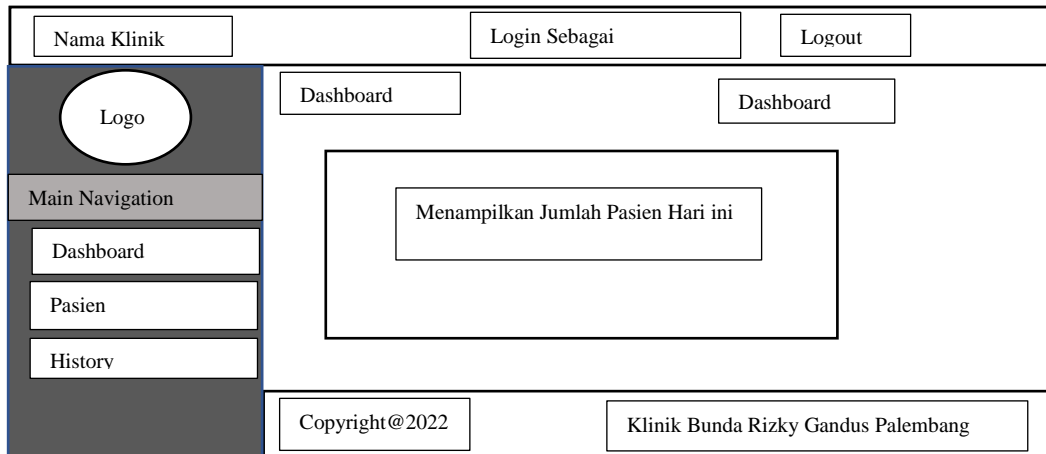 Nama Klinik
Login Sebagai
Logout
Logo
Dashboard
Dashboard
Main Navigation
Menampilkan Jumlah Pasien Hari ini
Dashboard
Pasien
History
Copyright@2022
Klinik Bunda Rizky Gandus Palembang